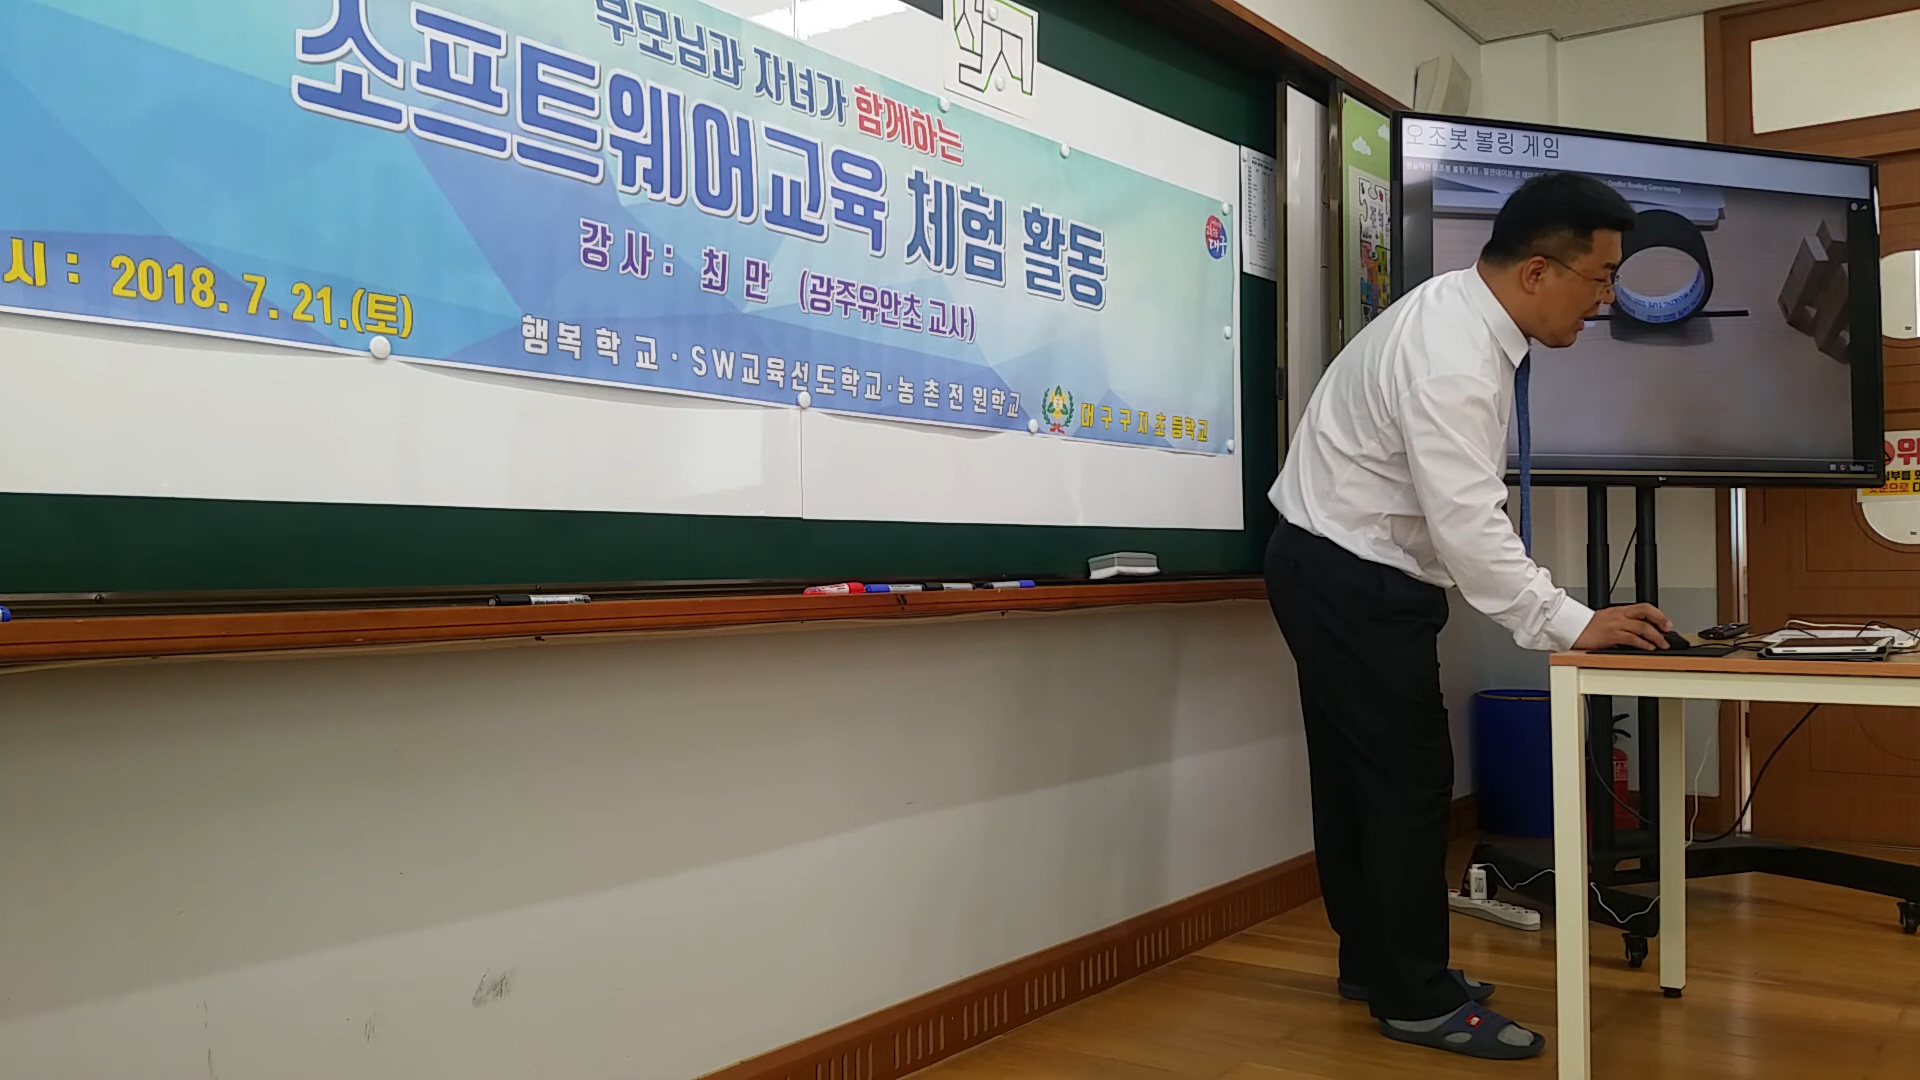 부모님과 자녀가 함께하는
소프트웨어교육 체험 활동
시 : 2018. 7. 21.(토)
강 사 : 최 만 (광주유안초 교사)
행 복 학 교 · SW교육선도학교·농 촌 전 원 학교
대 구 구 지 초 등 학 교
대구
오조봇 볼링 게임
위